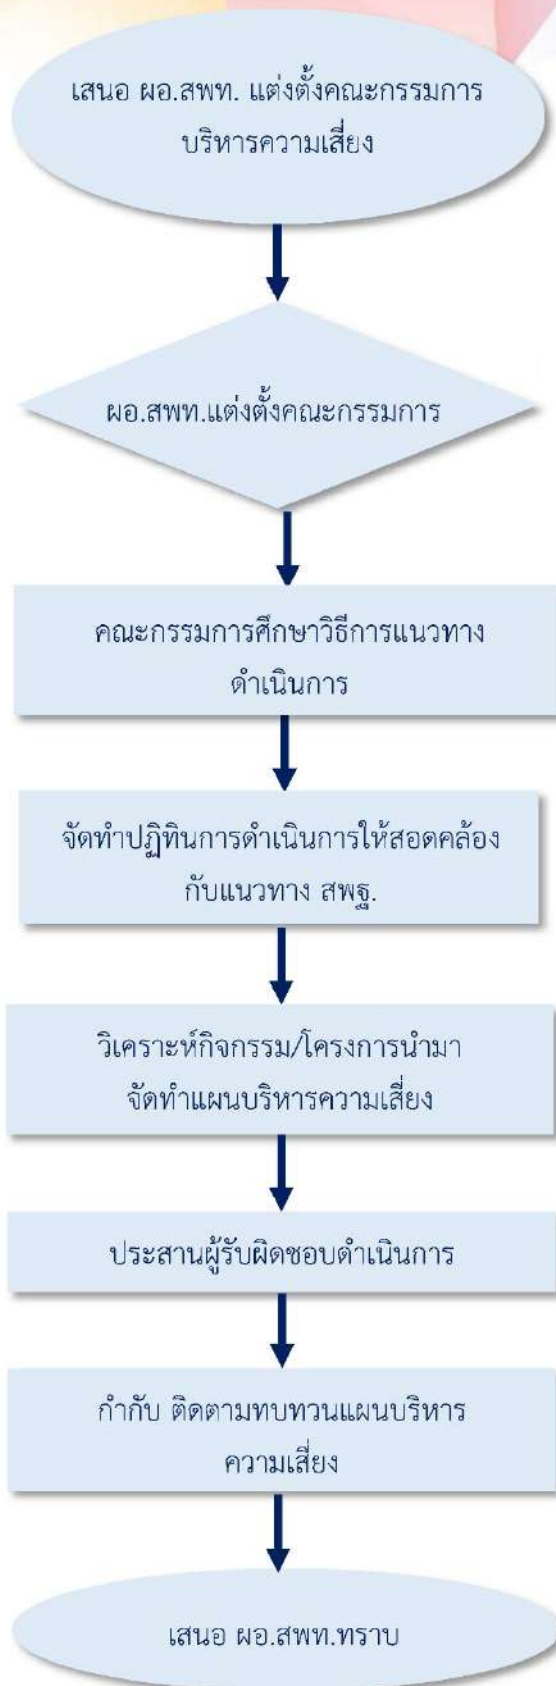 เสนอ ผอ.สพท. แต่งตั้งคณะกรรมการ
บริหารความเสี่ยง
ผอ.สพท.แต่งตั้งคณะกรรมการ
คณะกรรมการศึกษาวิธีการแนวทาง
ดำเนินการ
จัดทำปฏิทินการดำเนินการให้สอดคล้อง
กับแนวทาง สพฐ.
วิเคราะห์กิจกรรม/โครงการนำมา
จัดทำแผนบริหารความเสี่ยง
ประสานผู้รับผิดชอบดำเนินการ
กำกับ ติดตามทบทวนแผนบริหาร
ความเสี่ยง
เสนอ ผอ.สพท.ทราบ